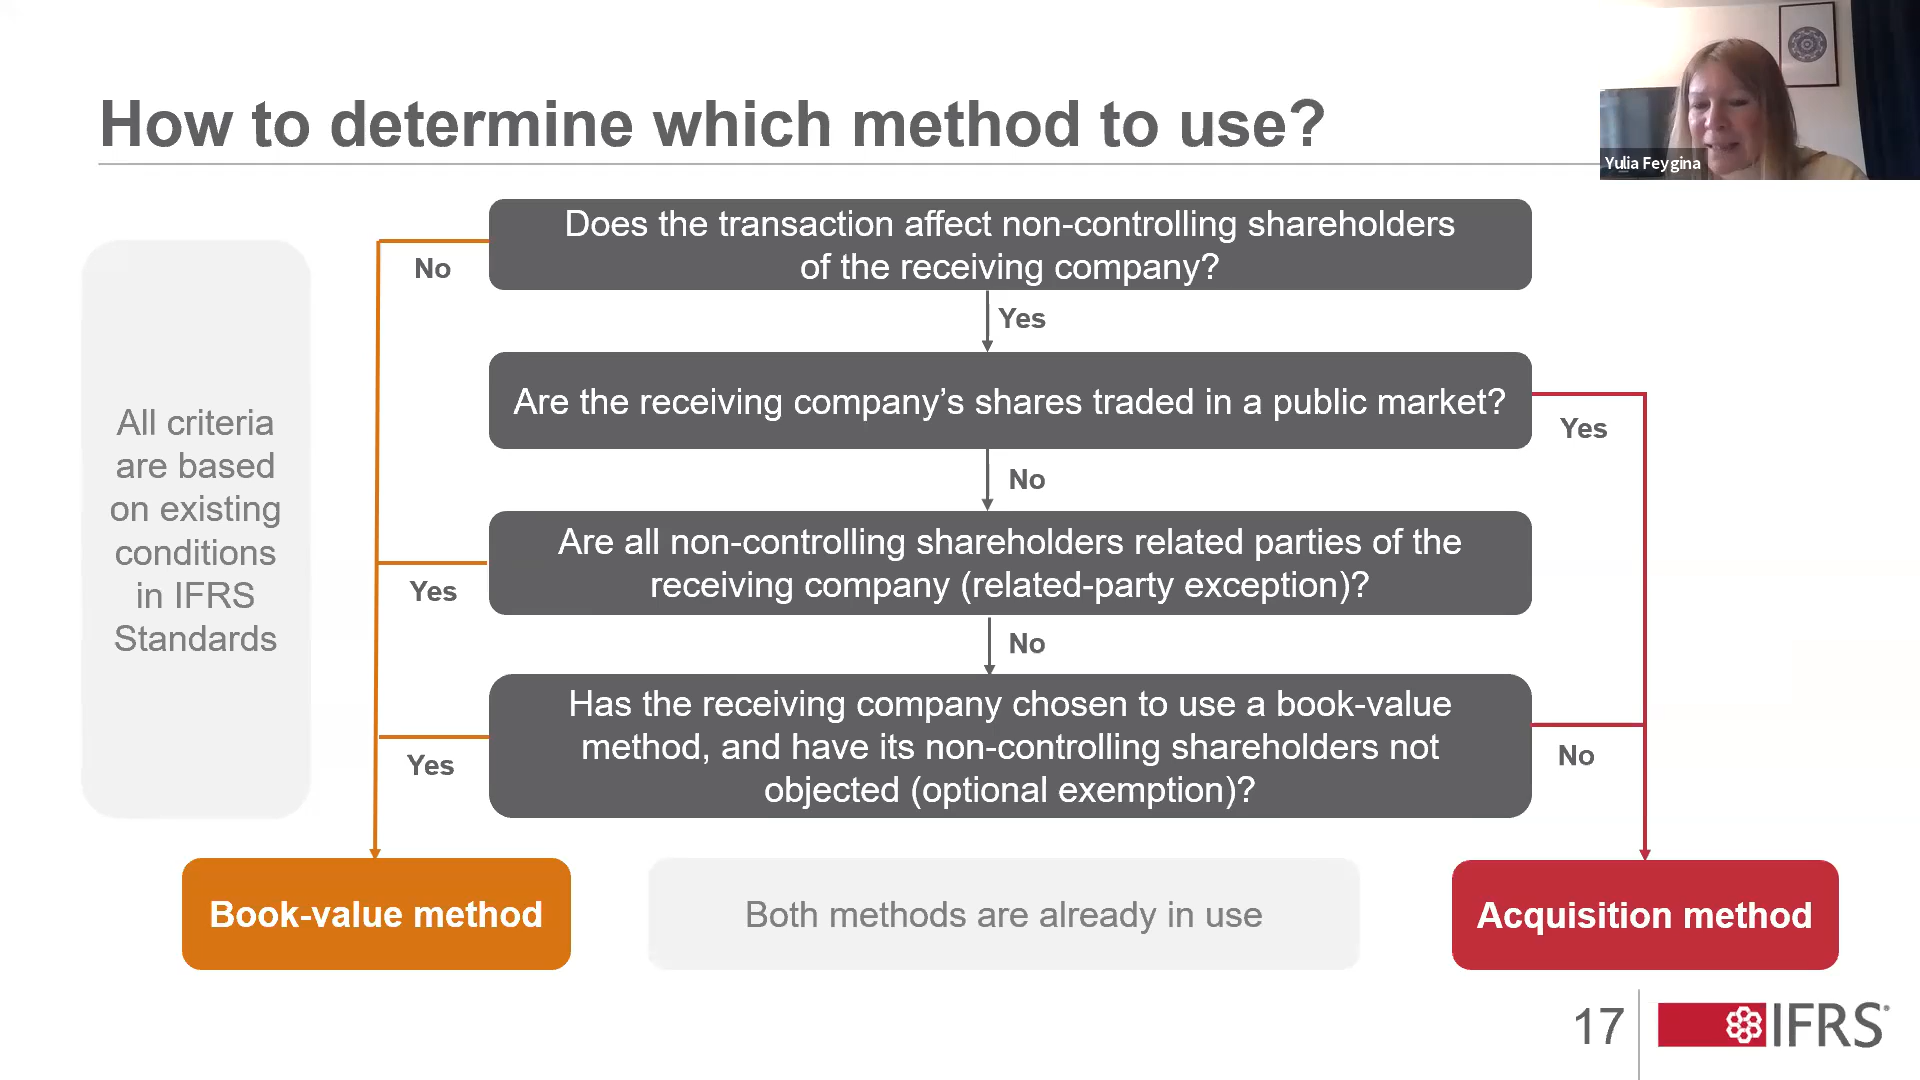 How to determine which method to use?
Yulia Feygina
Does the transaction affect non-controlling shareholders
of the receiving company?
No
Yes
Are the receiving company’s shares traded in a public market?
Yes
No
All criteria
are based
on existing
conditions
in IFRS
Standards
Are all non-controlling shareholders related parties of the
receiving company (related-party exception)?
Yes
No
Has the receiving company chosen to use a book-value
method, and have its non-controlling shareholders not
objected (optional exemption)?
Yes
No
Book-value method
Both methods are already in use
Acquisition method
17
IFRS®